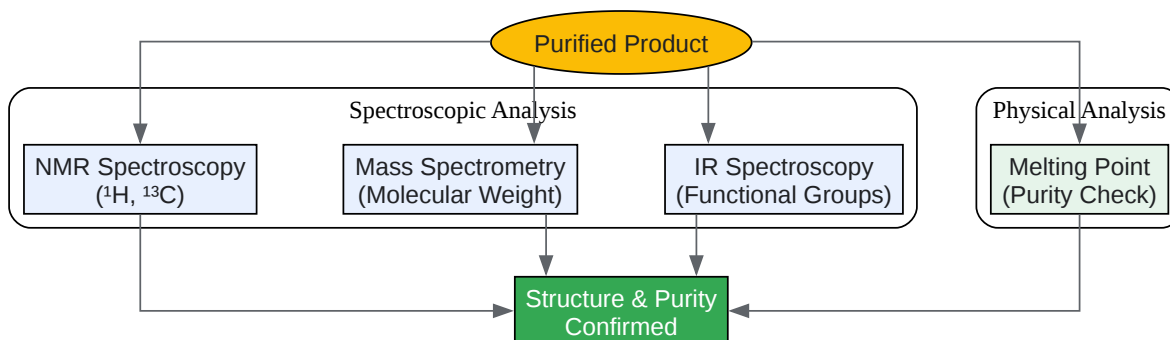 Purified Product
Spectroscopic Analysis
Physical Analysis
NMR Spectroscopy
(¹H, ¹³C)
Mass Spectrometry
(Molecular Weight)
IR Spectroscopy
(Functional Groups)
Melting Point
(Purity Check)
Structure & Purity
Confirmed